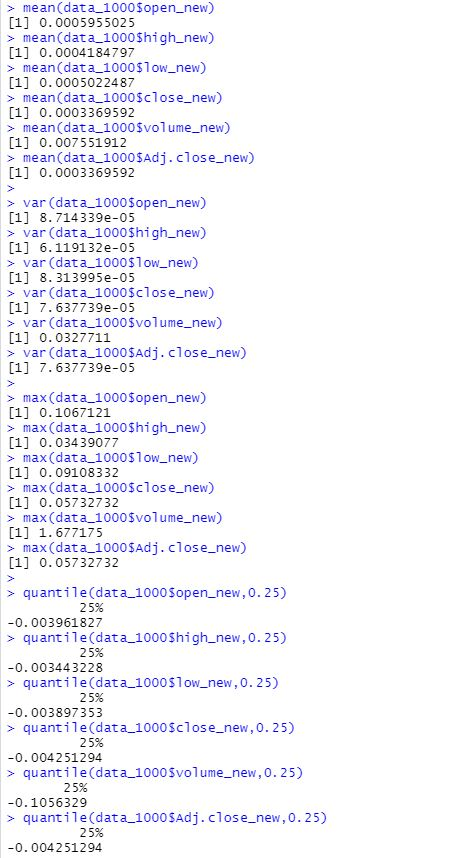 > mean(data_1000$open_new)
[1] 0.0005955025
> mean(data_1000$high_new)
[1] 0.0004184797
> mean(data_1000$low_new)
[1] 0.0005022487
> mean(data_1000$close_new)
[1] 0.0003369592
> mean(data_1000$volume_new)
[1] 0.007551912
> mean(data_1000$Adj.close_new)
[1] 0.0003369592
>
> var(data_1000$open_new)
[1] 8.714339e-05
> var(data_1000$high_new)
[1] 6.119132e-05
> var(data_1000$low_new)
[1] 8.313995e-05
> var(data_1000$close_new)
[1] 7.637739e-05
> var(data_1000$volume_new)
[1] 0.0327711
> var(data_1000$Adj.close_new)
[1] 7.637739e-05
>
> max(data_1000$open_new)
[1] 0.1067121
> max(data_1000$high_new)
[1] 0.03439077
> max(data_1000$low_new)
[1] 0.09108332
> max(data_1000$close_new)
[1] 0.05732732
> max(data_1000$volume_new)
[1] 1.677175
> max(data_1000$Adj.close_new)
[1] 0.05732732
>
> quantile(data_1000$open_new,0.25)
25%
-0.003961827
> quantile(data_1000$high_new,0.25)
25%
-0.003443228
> quantile(data_1000$low_new,0.25)
25%
-0.003897353
> quantile(data_1000$close_new,0.25)
25%
-0.004251294
> quantile(data_1000$volume_new,0.25)
25%
-0.1056329
> quantile(data_1000$Adj.close_new,0.25)
25%
-0.004251294